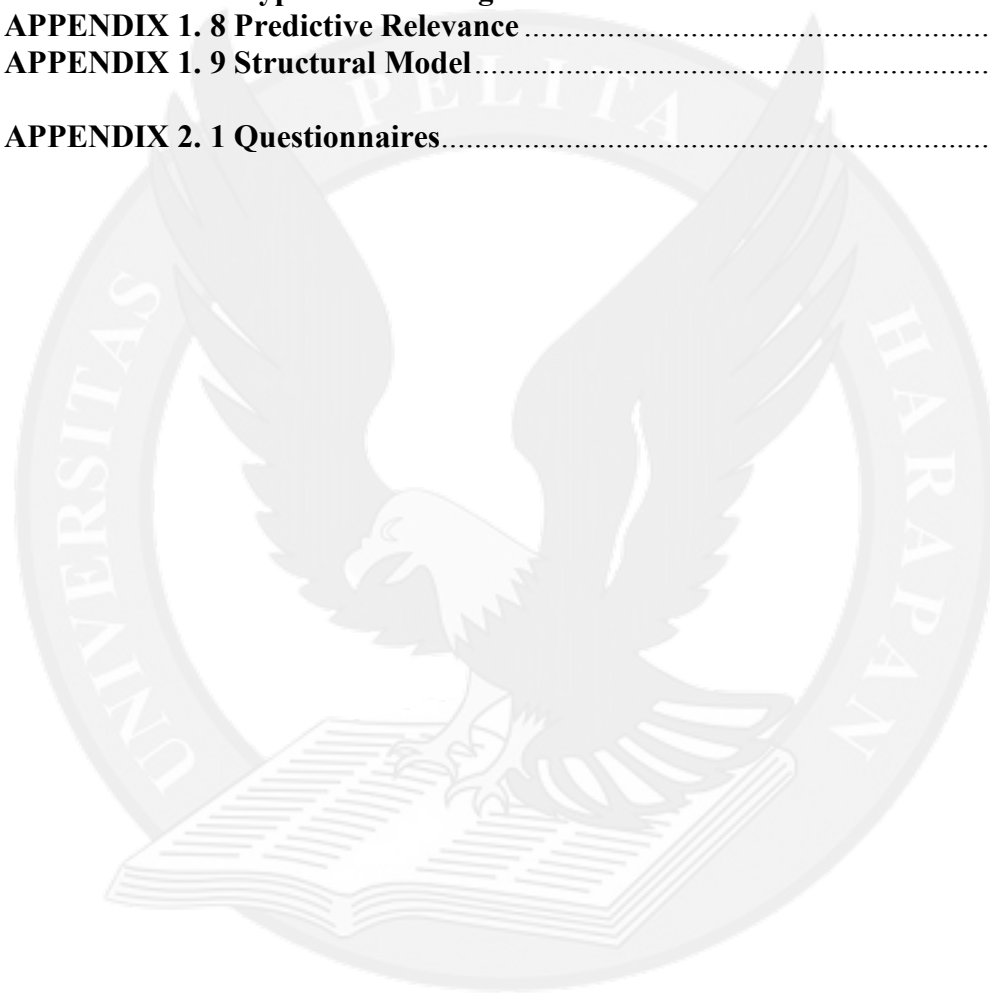 APPENDIX 1. 8 Predictive Relevance ........................................................................
APPENDIX 1. 9 Structural Model................................................................................
APPENDIX 2. 1 Questionnaires.....................................................................................
UNIVERSITAS PELITA HARAPAN